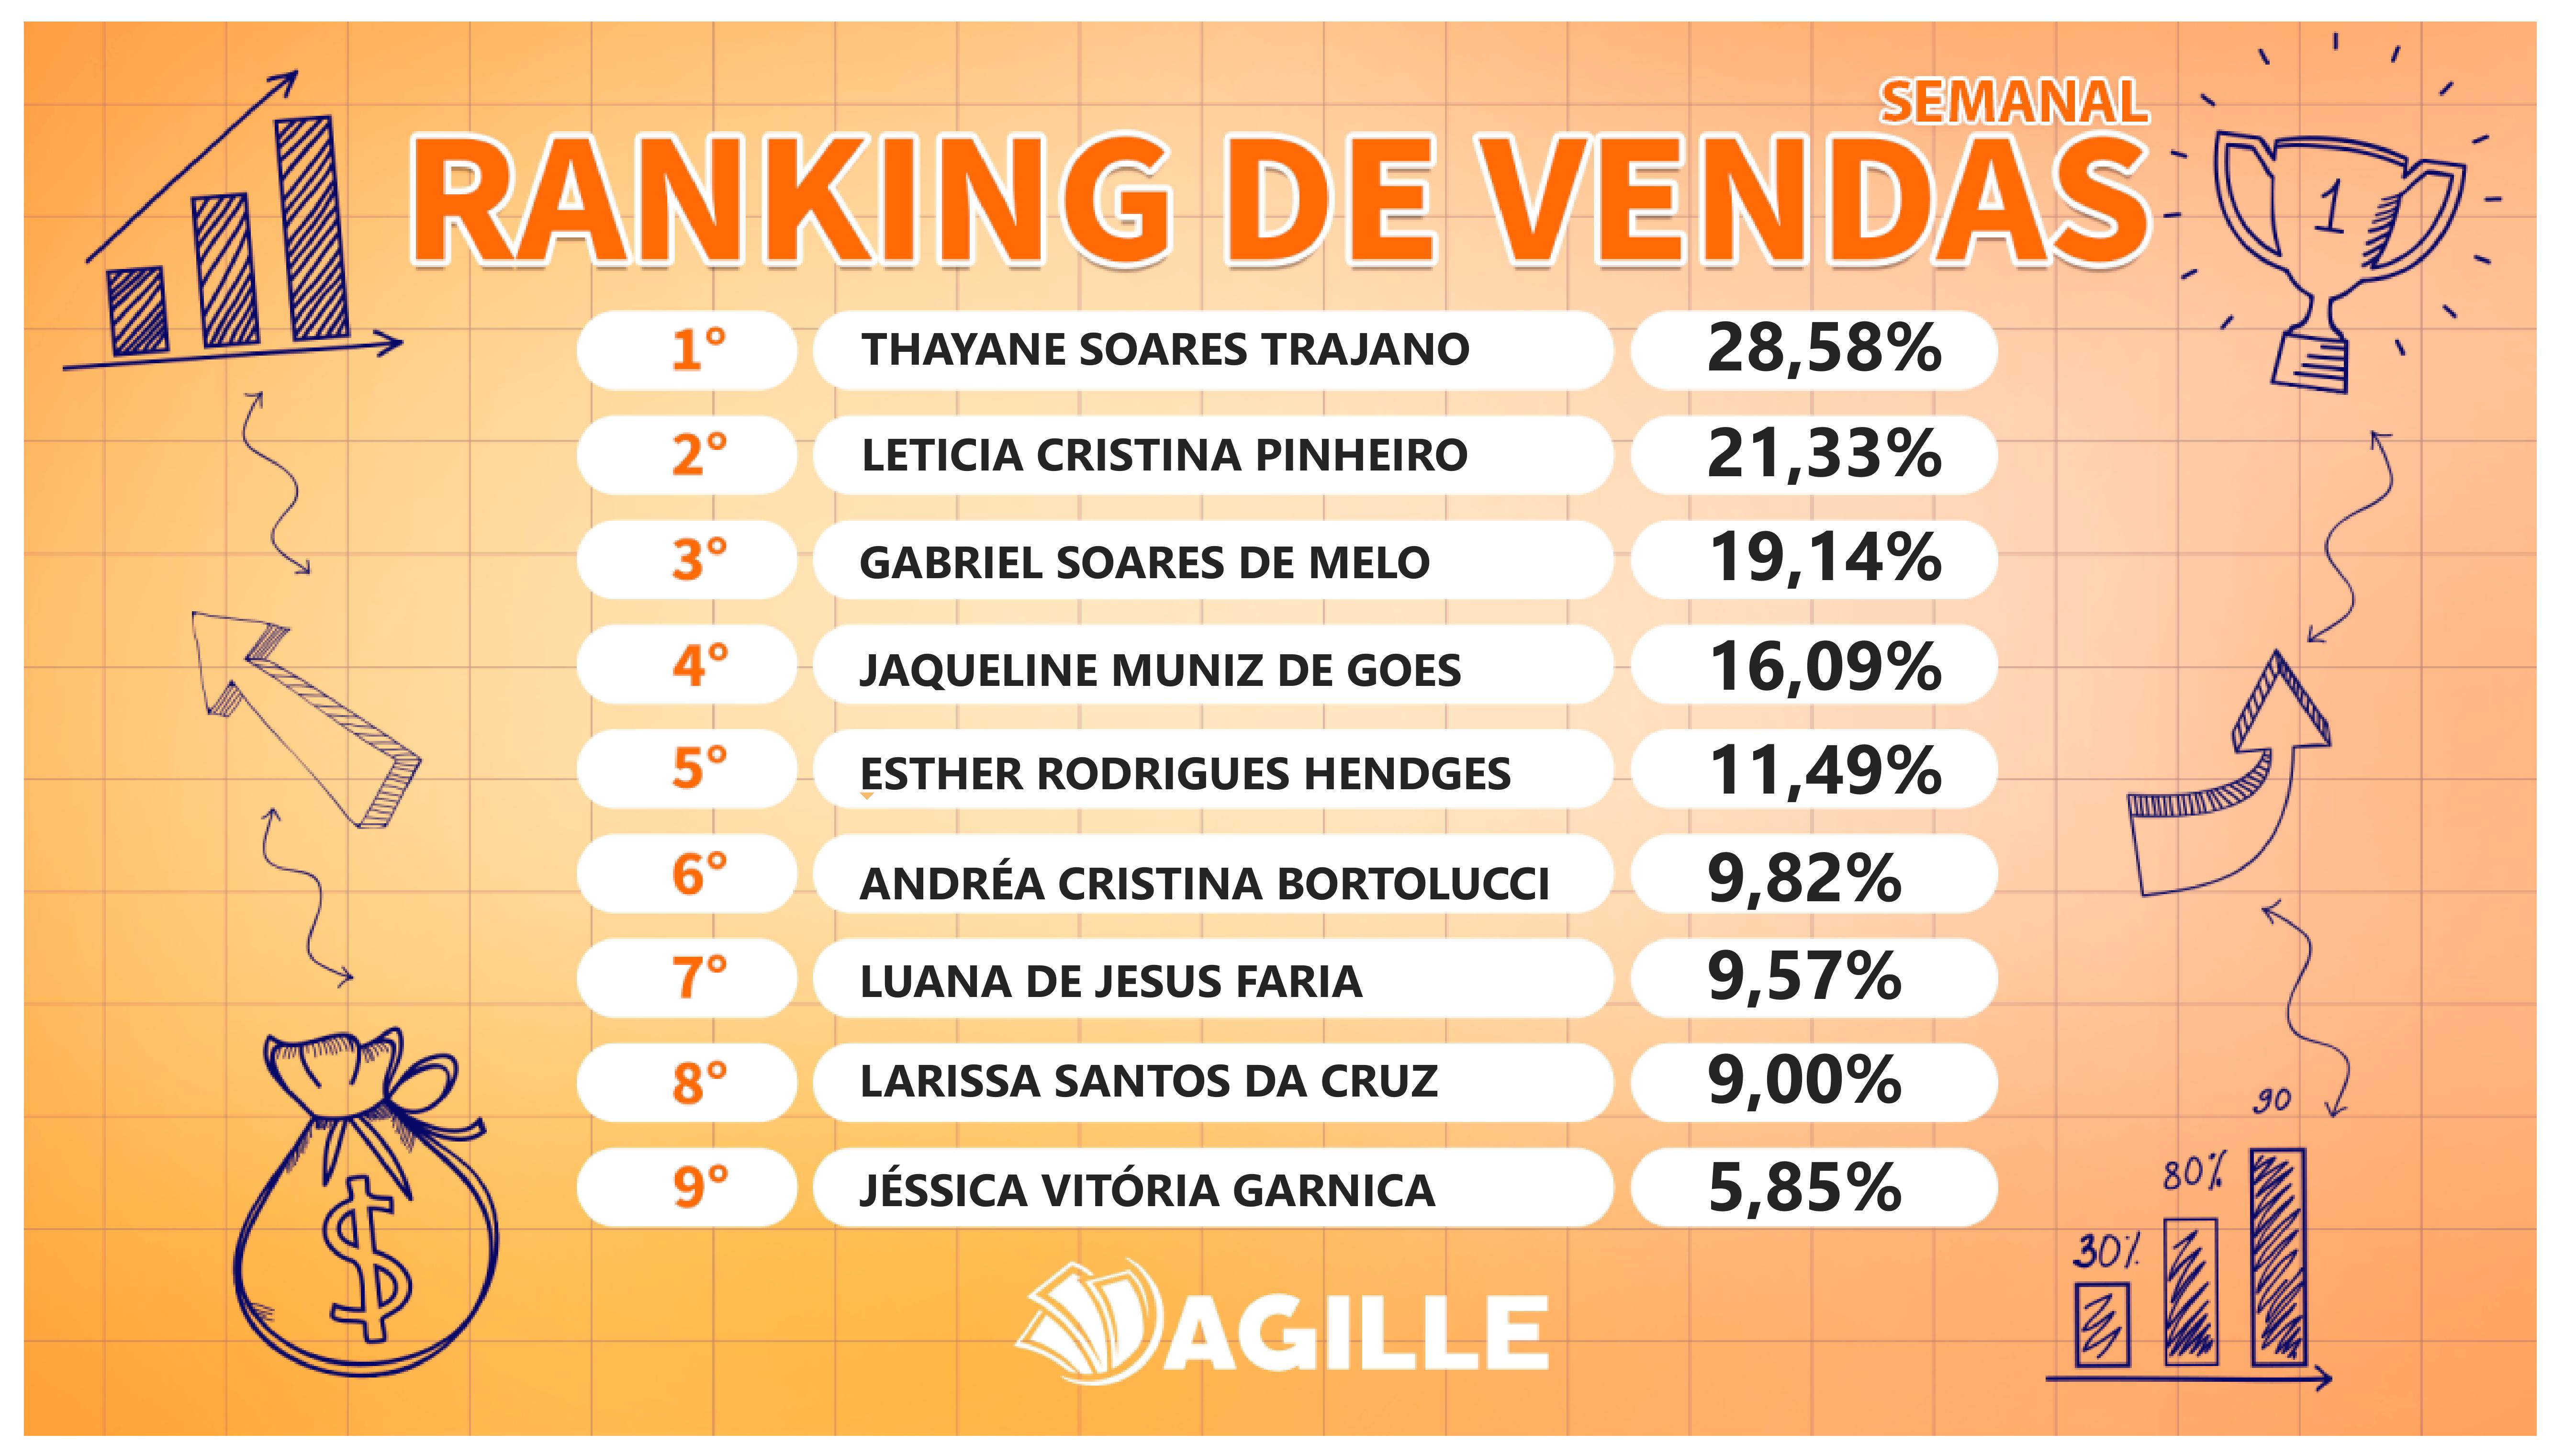 SEMANAL
RANKING DE VENDAS
1
1° THAYANE SOARES TRAJANO 28,58%
2° LETICIA CRISTINA PINHEIRO 21,33%
3° GABRIEL SOARES DE MELO 19,14%
4° JAQUELINE MUNIZ DE GOES 16,09%
5° ESTHER RODRIGUES HENDGES 11,49%
6° ANDRÉA CRISTINA BORTOLUCCI 9,82%
7° LUANA DE JESUS FARIA 9,57%
8° LARISSA SANTOS DA CRUZ 9,00%
9° JÉSSICA VITÓRIA GARNICA 5,85%
$
90
80%
30%
AGILLE